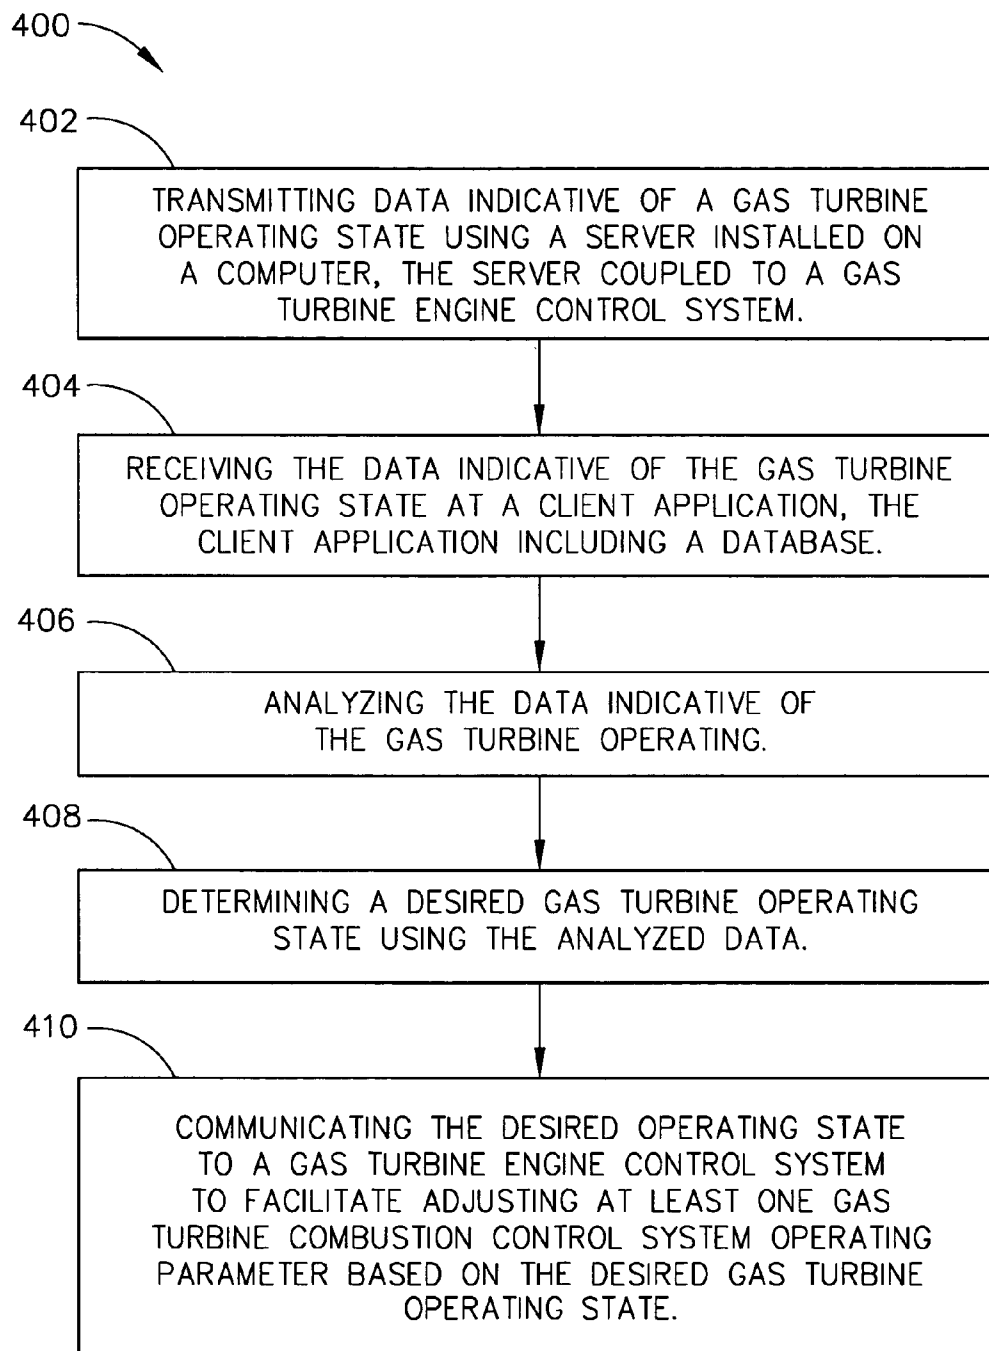 400
402
TRANSMITTING DATA INDICATIVE OF A GAS TURBINE
OPERATING STATE USING A SERVER INSTALLED ON
A COMPUTER, THE SERVER COUPLED TO A GAS
TURBINE ENGINE CONTROL SYSTEM.
404
RECEIVING THE DATA INDICATIVE OF THE GAS TURBINE
OPERATING STATE AT A CLIENT APPLICATION, THE
CLIENT APPLICATION INCLUDING A DATABASE.
406
ANALYZING THE DATA INDICATIVE OF
THE GAS TURBINE OPERATING.
408
DETERMINING A DESIRED GAS TURBINE OPERATING
STATE USING THE ANALYZED DATA.
410
COMMUNICATING THE DESIRED OPERATING STATE
TO A GAS TURBINE ENGINE CONTROL SYSTEM
TO FACILITATE ADJUSTING AT LEAST ONE GAS
TURBINE COMBUSTION CONTROL SYSTEM OPERATING
PARAMETER BASED ON THE DESIRED GAS TURBINE
OPERATING STATE.